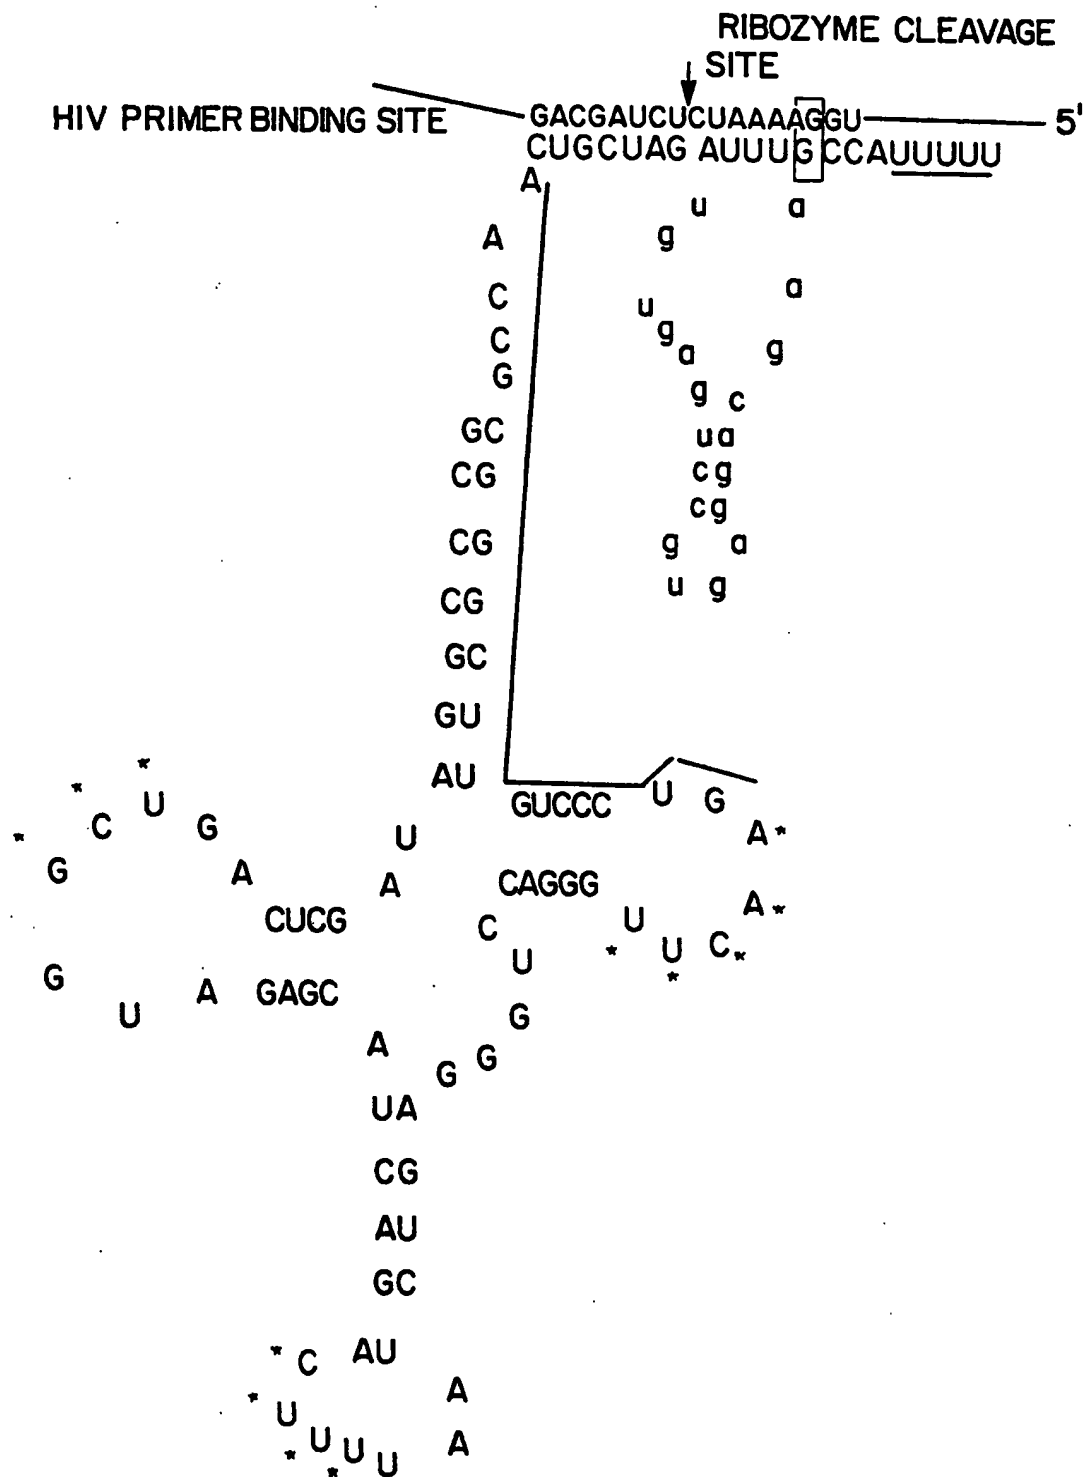 RIBOZYME CLEAVAGE
SITE
HIV PRIMER BINDING SITE
GACGAUCUCUAAAAGGU 5'
CUGCUAG AUUUGCCAUUUUU
A
u a
A g
a
C u
C g a g
G g c
GC ua
CG cg
cg
CG g a
CG u g
GC
GU
AU
GUCCC U G
* * *
G C U G A
U
A
CUCG
A*
CAGGG
A*
U
* U
*
C*
C
U
G
U
A GAGC
A
G
G
G
UA
CG
AU
GC
* C AU
A
* U
A
* U
* U
U